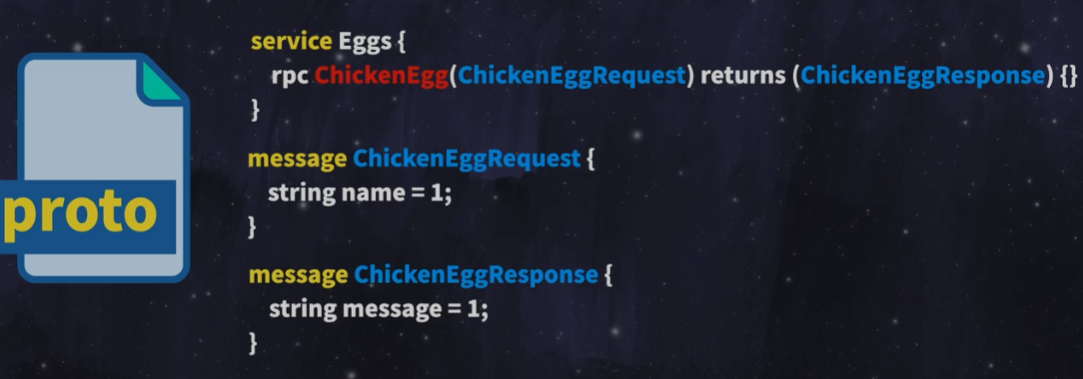 proto
service Eggs {
rpc ChickenEgg(ChickenEggRequest) returns (ChickenEggResponse) {}
}
message ChickenEggRequest {
string name = 1;
}
message ChickenEggResponse {
string message = 1;
}